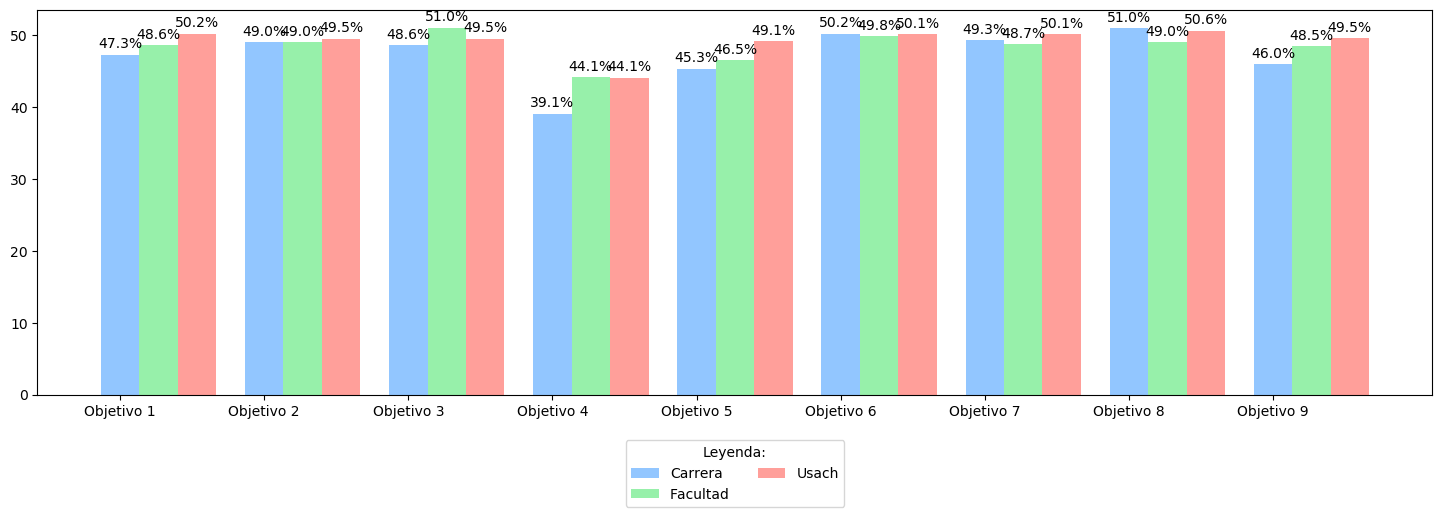 50
40
30
20
10
0
47.3% 48.6% 50.2%
49.0% 49.0% 49.5%
48.6% 51.0% 49.5%
39.1% 44.1% 44.1%
45.3% 46.5% 49.1%
50.2% 49.8% 50.1%
49.3% 48.7% 50.1%
51.0% 49.0% 50.6%
46.0% 48.5% 49.5%
Objetivo 1 Objetivo 2 Objetivo 3 Objetivo 4 Objetivo 5 Objetivo 6 Objetivo 7 Objetivo 8 Objetivo 9
Leyenda:
Carrera Usach
Facultad